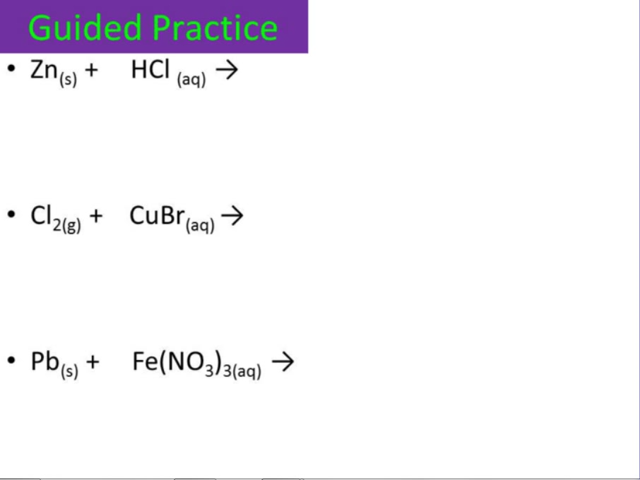 Guided Practice
• Zn(s) + HCl (aq) →
• Cl2(g) + CuBr(aq) →
• Pb(s) + Fe(NO3)3(aq) →